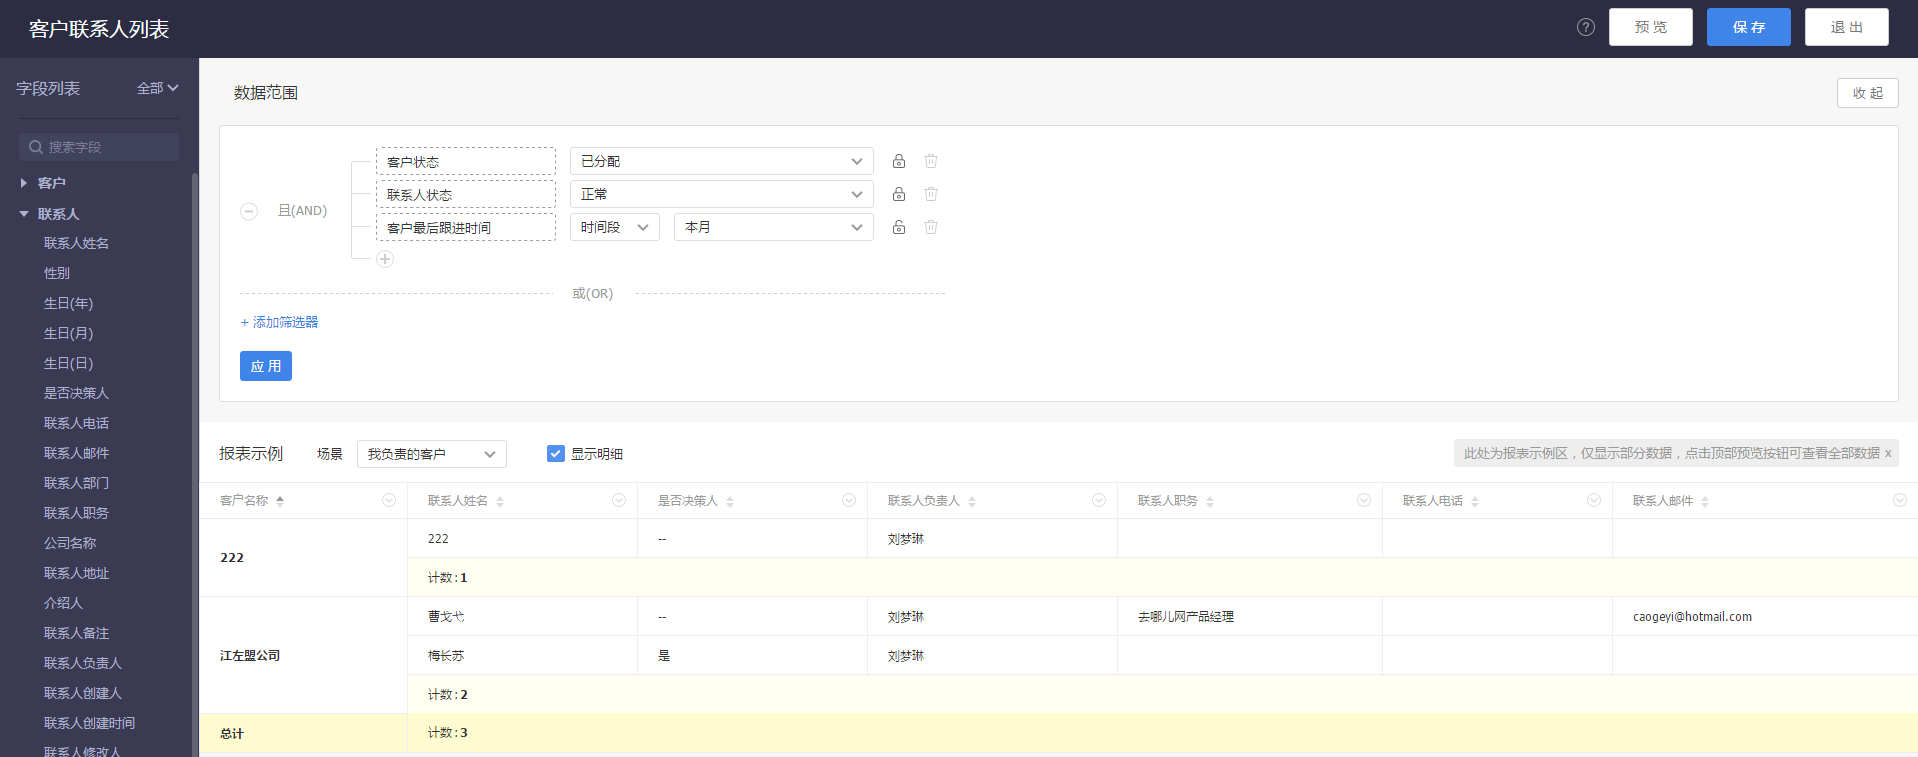 客户联系人列表
?
预 览
保 存
退 出
字段列表
全部
搜索字段
客户
联系人
联系人姓名
性别
生日(年)
生日(月)
生日(日)
是否决策人
联系人电话
联系人邮件
联系人部门
联系人职务
公司名称
联系人地址
介绍人
联系人备注
联系人负责人
联系人创建人
联系人创建时间
联系人修改人
数据范围
收 起
且(AND)
客户状态 已分配
联系人状态 正常
客户最后跟进时间 时间段 本月
或(OR)
+ 添加筛选器
应 用
报表示例 场景 我负责的客户 显示明细
此处为报表示例区，仅显示部分数据，点击顶部预览按钮可查看全部数据 x
客户名称 联系人姓名 是否决策人 联系人负责人 联系人职务 联系人电话 联系人邮件
222
222 -- 刘梦琳
计数:1
江左盟公司
曹戈弋 -- 刘梦琳 去哪儿网产品经理 caogeyi@hotmail.com
梅长苏 是 刘梦琳
计数:2
总计 计数:3